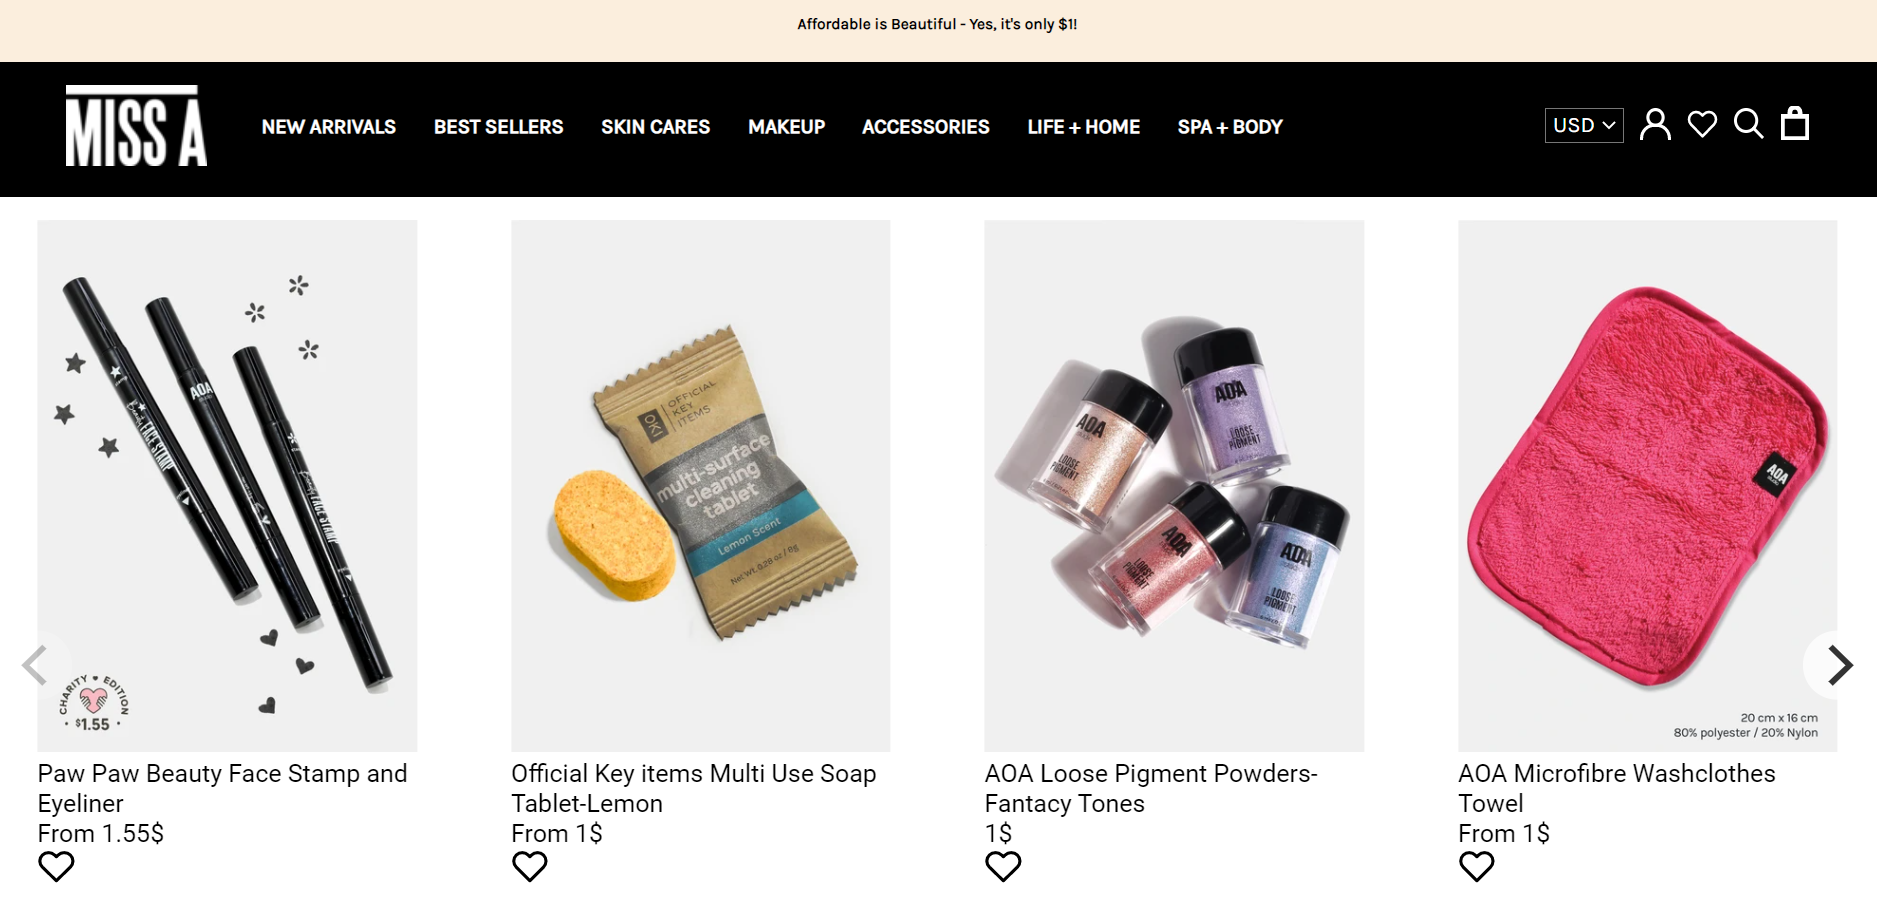 Affordable is Beautiful - Yes, it's only $1!
MISS A
NEW ARRIVALS
BEST SELLERS
SKIN CARES
MAKEUP
ACCESSORIES
LIFE + HOME
SPA + BODY
USD
AOA
Beauty FACE STAMP
FACE STAMP
CHARITY ♥ EDITION
$1.55
Paw Paw Beauty Face Stamp and
Eyeliner
From 1.55$
OKI
OFFICIAL
KEY
ITEMS
multi-surface
cleaning
tablet
Lemon Scent
Net wt. 0.28 oz / 8g
Official Key items Multi Use Soap
Tablet-Lemon
From 1$
AOA
LOOSE
PIGMENT
AOA
LOOSE
PIGMENT
AOA
LOOSE
PIGMENT
AOA
LOOSE
PIGMENT
AOA Loose Pigment Powders-
Fantacy Tones
1$
AOA
20 cm x 16 cm
80% polyester / 20% Nylon
AOA Microfibre Washclothes
Towel
From 1$